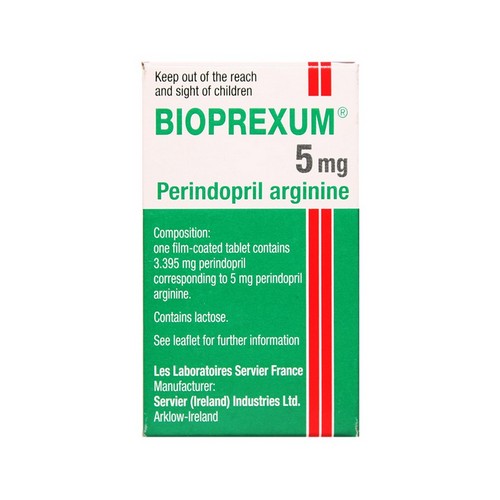 Keep out of the reach
and sight of children
BIOPREXUM®
5 mg
Perindopril arginine
Composition:
one film-coated tablet contains
3.395 mg perindopril
corresponding to 5 mg perindopril
arginine.
Contains lactose.
See leaflet for further information
Les Laboratoires Servier France
Manufacturer:
Servier (Ireland) Industries Ltd.
Arklow-Ireland